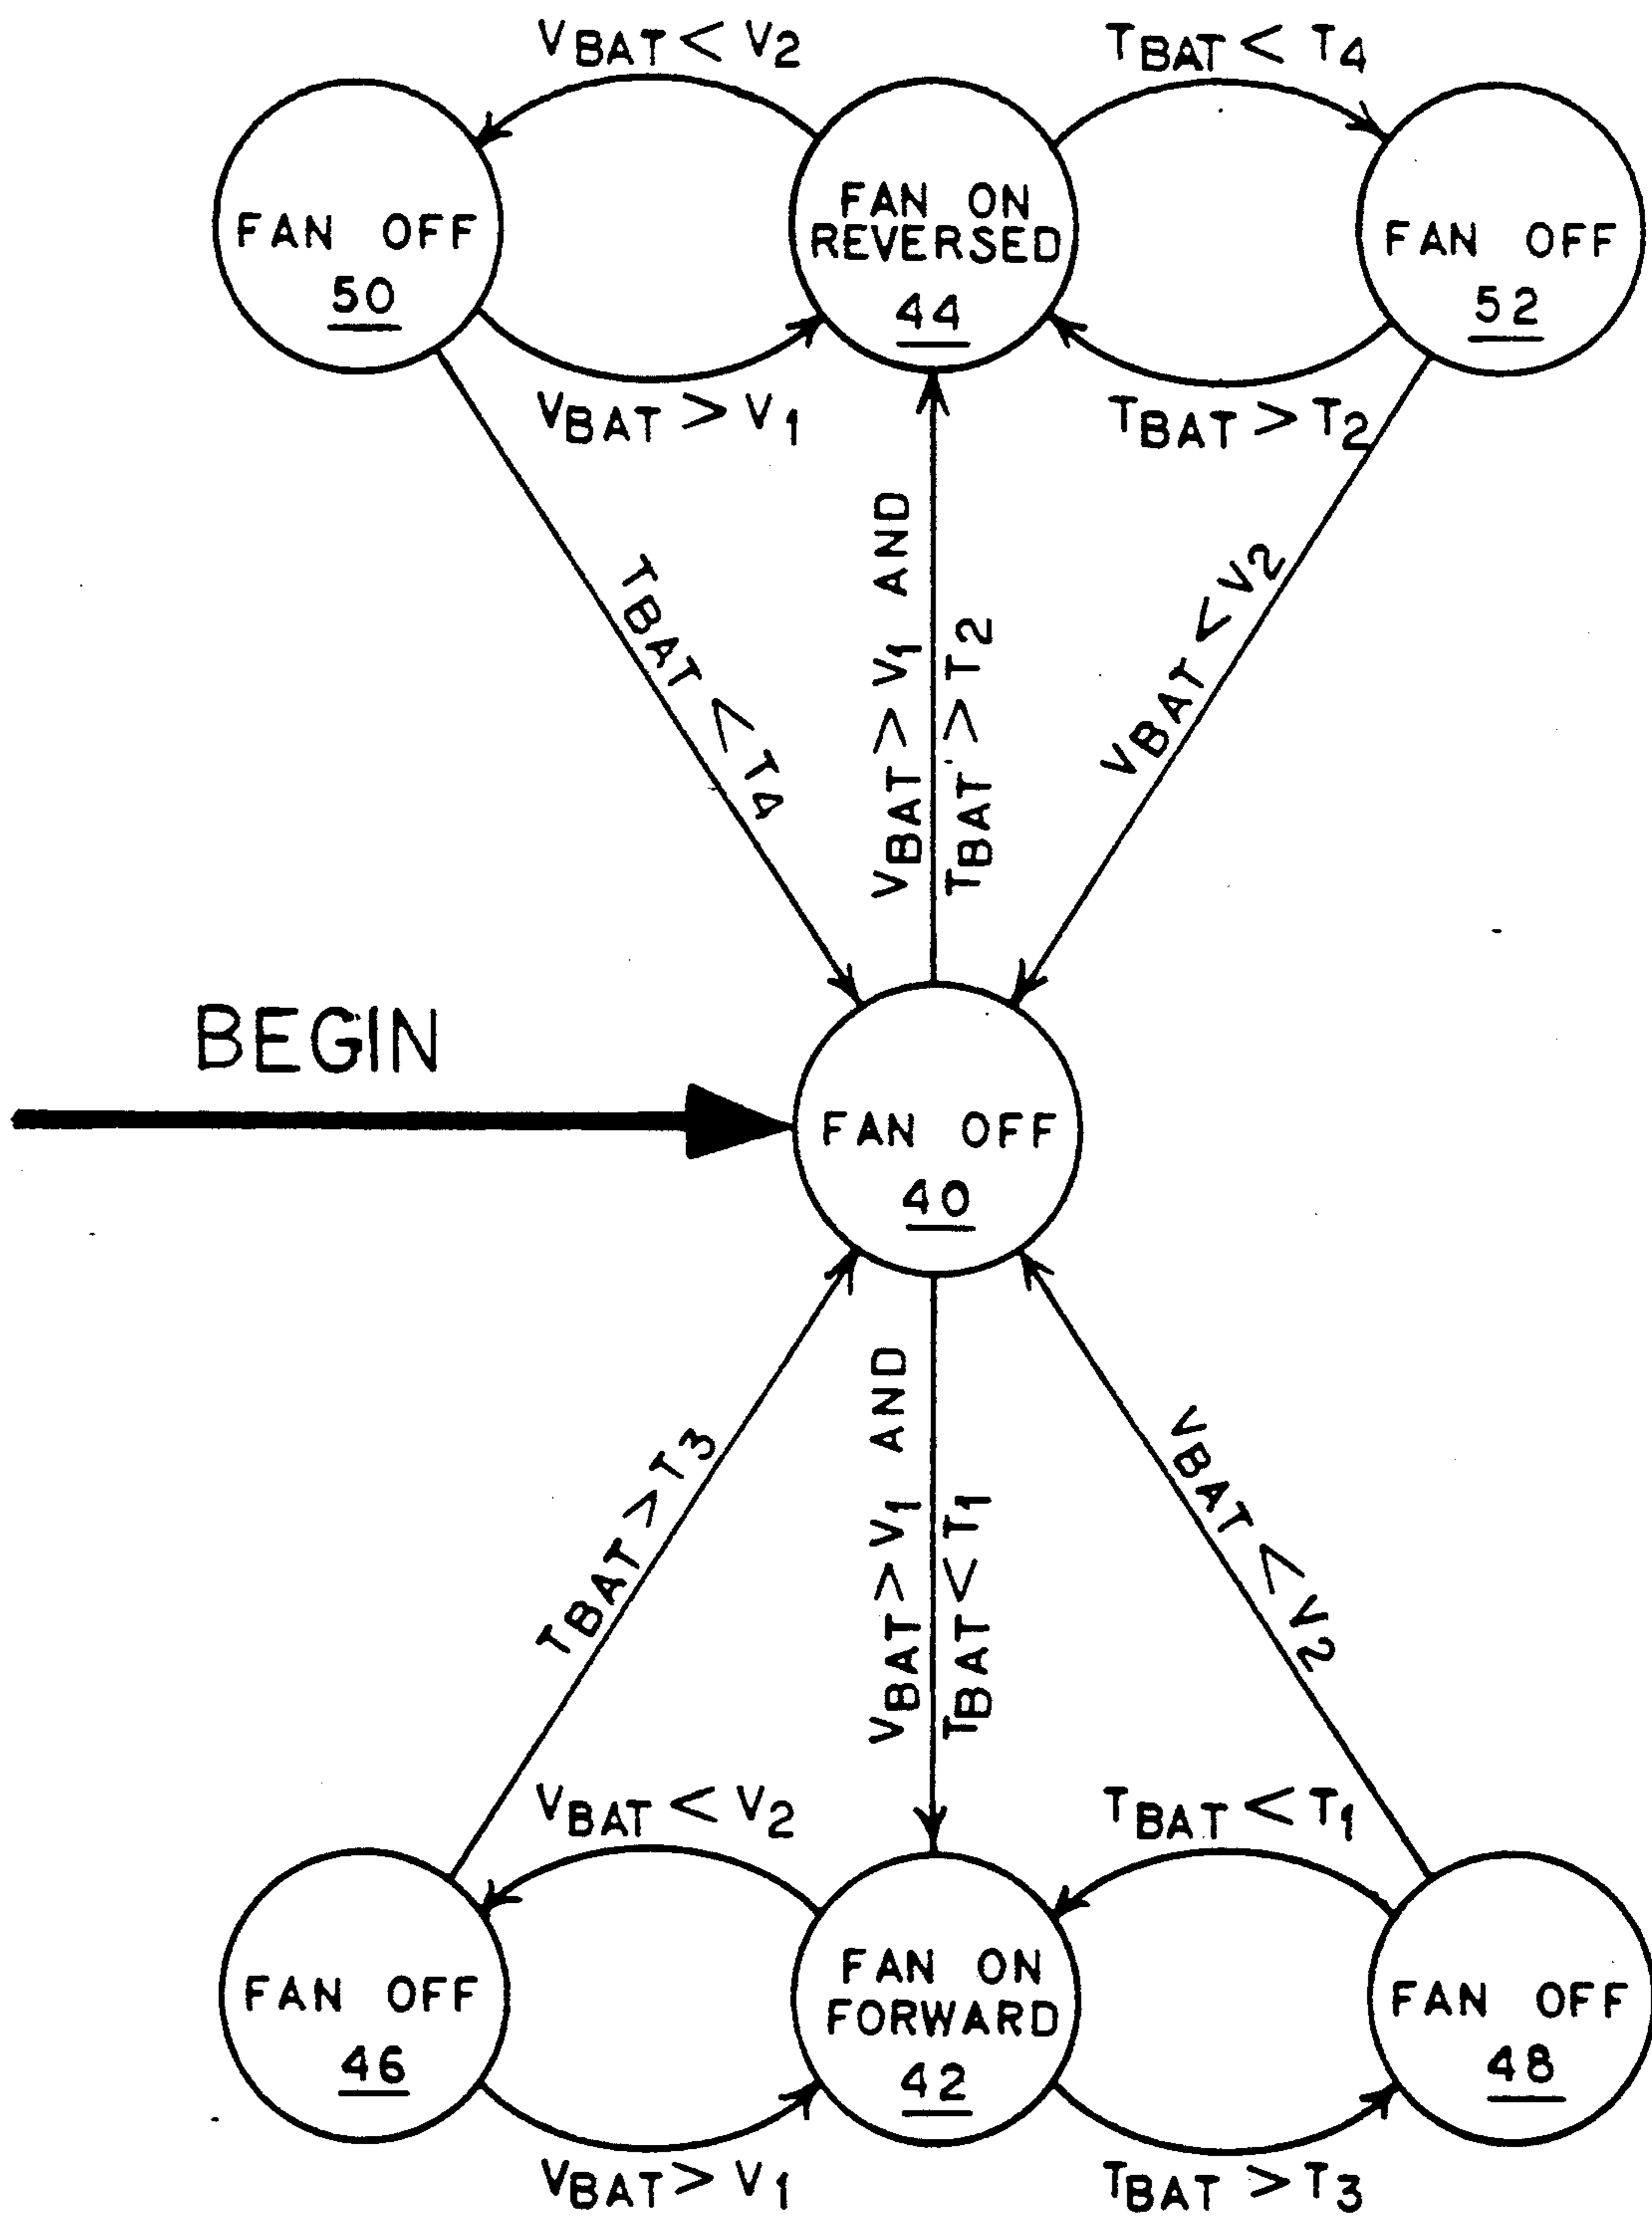 VBAT < V2
TBAT < T4
FAN OFF
50
FAN ON
REVERSED
44
FAN OFF
52
VBAT > V1
TBAT > T2
TBAT < T4
VBAT > V1 AND
TBAT > T2
VBAT < V2
BEGIN
FAN OFF
40
TBAT > T3
VBAT > V1 AND
TBAT < T1
VBAT < V2
VBAT < V2
TBAT < T1
FAN OFF
46
FAN ON
FORWARD
42
FAN OFF
48
VBAT > V1
TBAT > T3